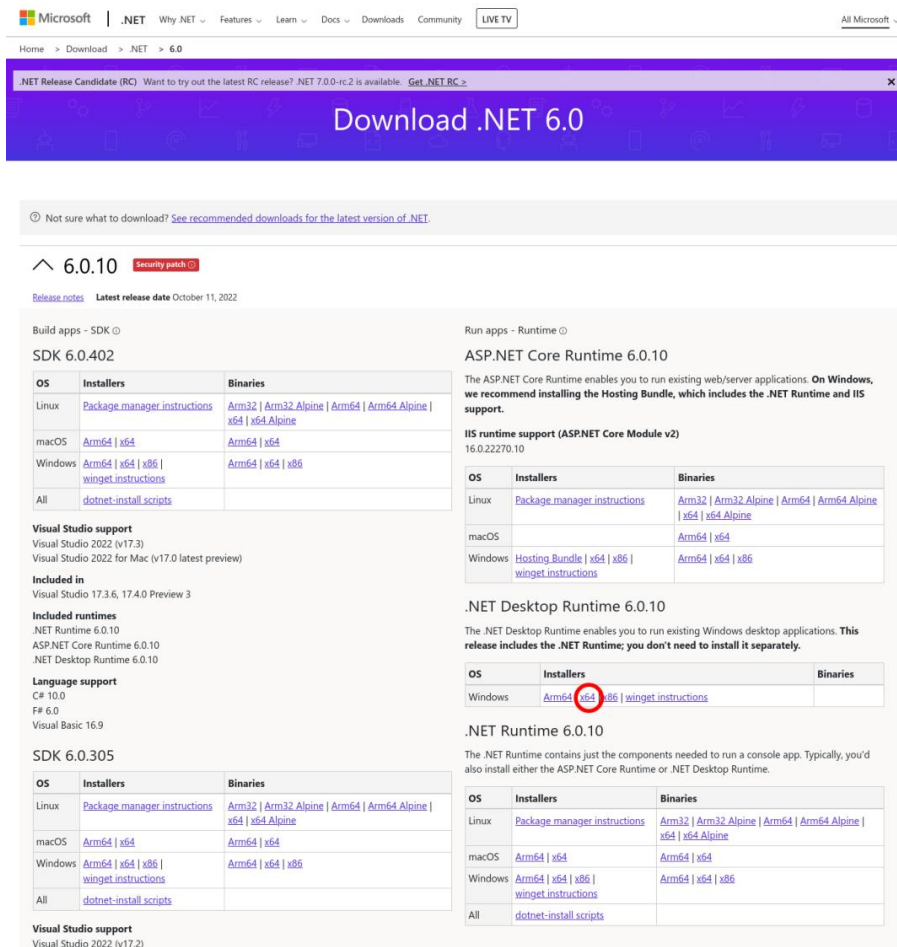 Microsoft | .NET Why .NET Features Learn Docs Downloads Community LIVE TV All Microsoft
Home > Download > .NET > 6.0
.NET Release Candidate (RC) Want to try out the latest RC release? .NET 7.0.0-rc.2 is available. Get .NET RC >
Download .NET 6.0
Not sure what to download? See recommended downloads for the latest version of .NET.
6.0.10 Security patch
Release notes Latest release date October 11, 2022
Build apps - SDK
SDK 6.0.402
OS Installers Binaries
Linux Package manager instructions Arm32 | Arm32 Alpine | Arm64 | Arm64 Alpine |
x64 | x64 Alpine
macOS Arm64 | x64 Arm64 | x64
Windows Arm64 | x64 | x86 | Arm64 | x64 | x86
winget instructions
All dotnet-install scripts
Visual Studio support
Visual Studio 2022 (v17.3)
Visual Studio 2022 for Mac (v17.0 latest preview)
Included in
Visual Studio 17.3.6, 17.4.0 Preview 3
Included runtimes
.NET Runtime 6.0.10
ASP.NET Core Runtime 6.0.10
.NET Desktop Runtime 6.0.10
Language support
C# 10.0
F# 6.0
Visual Basic 16.9
SDK 6.0.305
OS Installers Binaries
Linux Package manager instructions Arm32 | Arm32 Alpine | Arm64 | Arm64 Alpine |
x64 | x64 Alpine
macOS Arm64 | x64 Arm64 | x64
Windows Arm64 | x64 | x86 | Arm64 | x64 | x86
winget instructions
All dotnet-install scripts
Visual Studio support
Visual Studio 2022 (v17.2)
Run apps - Runtime
ASP.NET Core Runtime 6.0.10
The ASP.NET Core Runtime enables you to run existing web/server applications. On Windows,
we recommend installing the Hosting Bundle, which includes the .NET Runtime and IIS
support.
IIS runtime support (ASP.NET Core Module v2)
16.0.22270.10
OS Installers Binaries
Linux Package manager instructions Arm32 | Arm32 Alpine | Arm64 | Arm64 Alpine
| x64 | x64 Alpine
macOS Arm64 | x64
Windows Hosting Bundle | x64 | x86 | Arm64 | x64 | x86
winget instructions
.NET Desktop Runtime 6.0.10
The .NET Desktop Runtime enables you to run existing Windows desktop applications. This
release includes the .NET Runtime; you don't need to install it separately.
OS Installers Binaries
Windows Arm64 | x64 | x86 | winget instructions
.NET Runtime 6.0.10
The .NET Runtime contains just the components needed to run a console app. Typically, you'd
also install either the ASP.NET Core Runtime or .NET Desktop Runtime.
OS Installers Binaries
Linux Package manager instructions Arm32 | Arm32 Alpine | Arm64 | Arm64 Alpine |
x64 | x64 Alpine
macOS Arm64 | x64 Arm64 | x64
Windows Arm64 | x64 | x86 | Arm64 | x64 | x86
winget instructions
All dotnet-install scripts